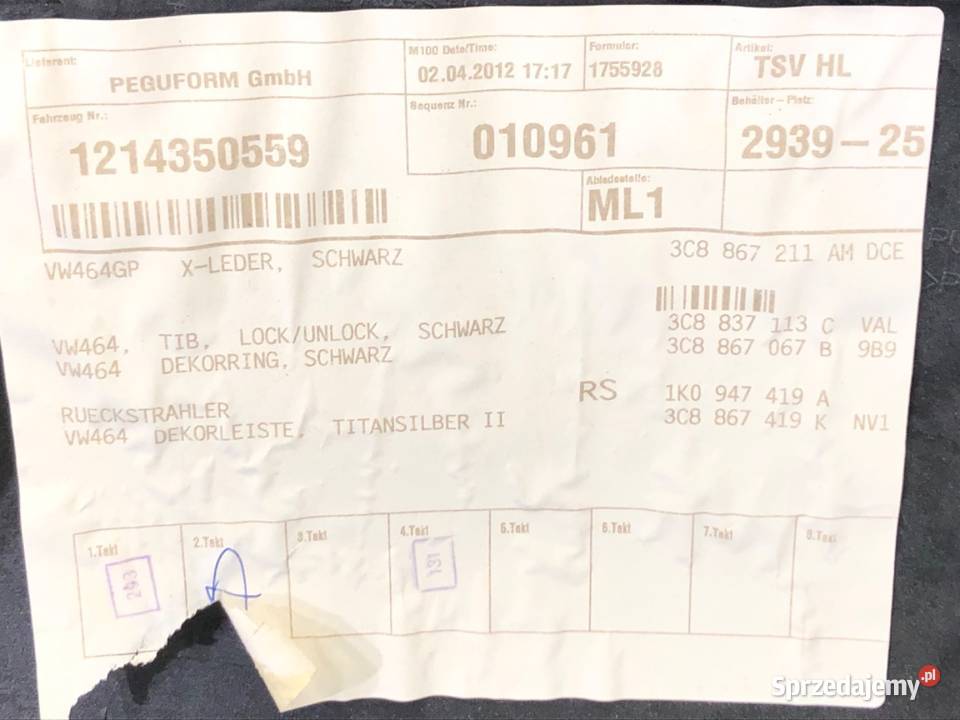 Lieferant:
PEGUFORM GmbH
M100 Date/Time:
02.04.2012 17:17
Formular:
1755928
Artikel:
TSV HL
Fahrzeug Nr.:
1214350559
Sequenz Nr.:
010961
Behälter-Platz:
2939-25
Abladestelle:
ML1
VW464GP X-LEDER, SCHWARZ 3C8 867 211 AM DCE
VW464, TIB, LOCK/UNLOCK, SCHWARZ 3C8 837 113 C VAL
VW464 DEKORRING, SCHWARZ 3C8 867 067 B 9B9
RUECKSTRAHLER RS 1K0 947 419 A
VW464 DEKORLEISTE, TITANSILBER II 3C8 867 419 K NV1
1.Takt 2.Takt 3.Takt 4.Takt 5.Takt 6.Takt 7.Takt 8.Takt
243 131
Sprzedajemy.pl